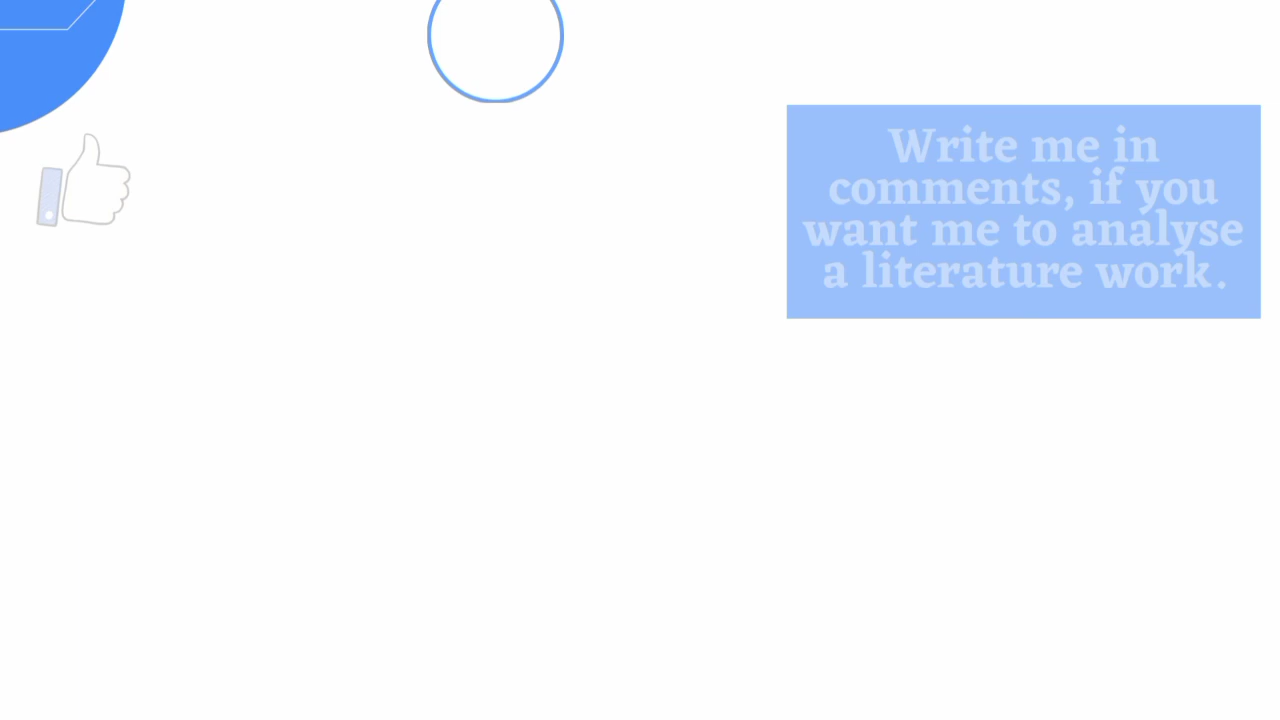 Write me in
comments, if you
want me to analyse
a literature work.